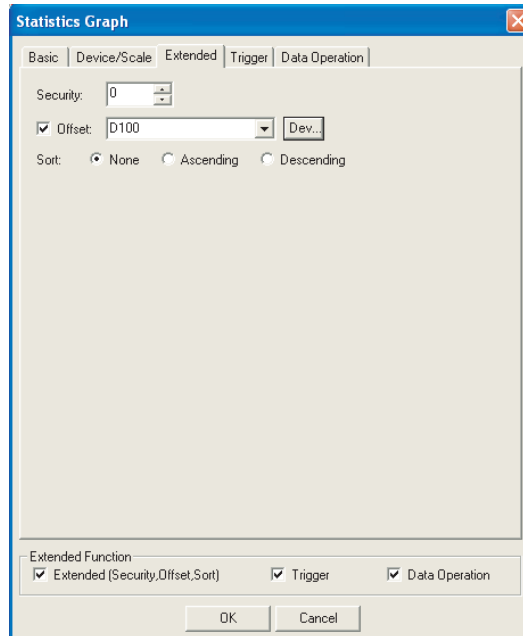 Statistics Graph
Basic Device/Scale Extended Trigger Data Operation
Security: 0
Offset: D100 Dev...
Sort: None Ascending Descending
Extended Function
Extended (Security,Offset,Sort) Trigger Data Operation
OK Cancel